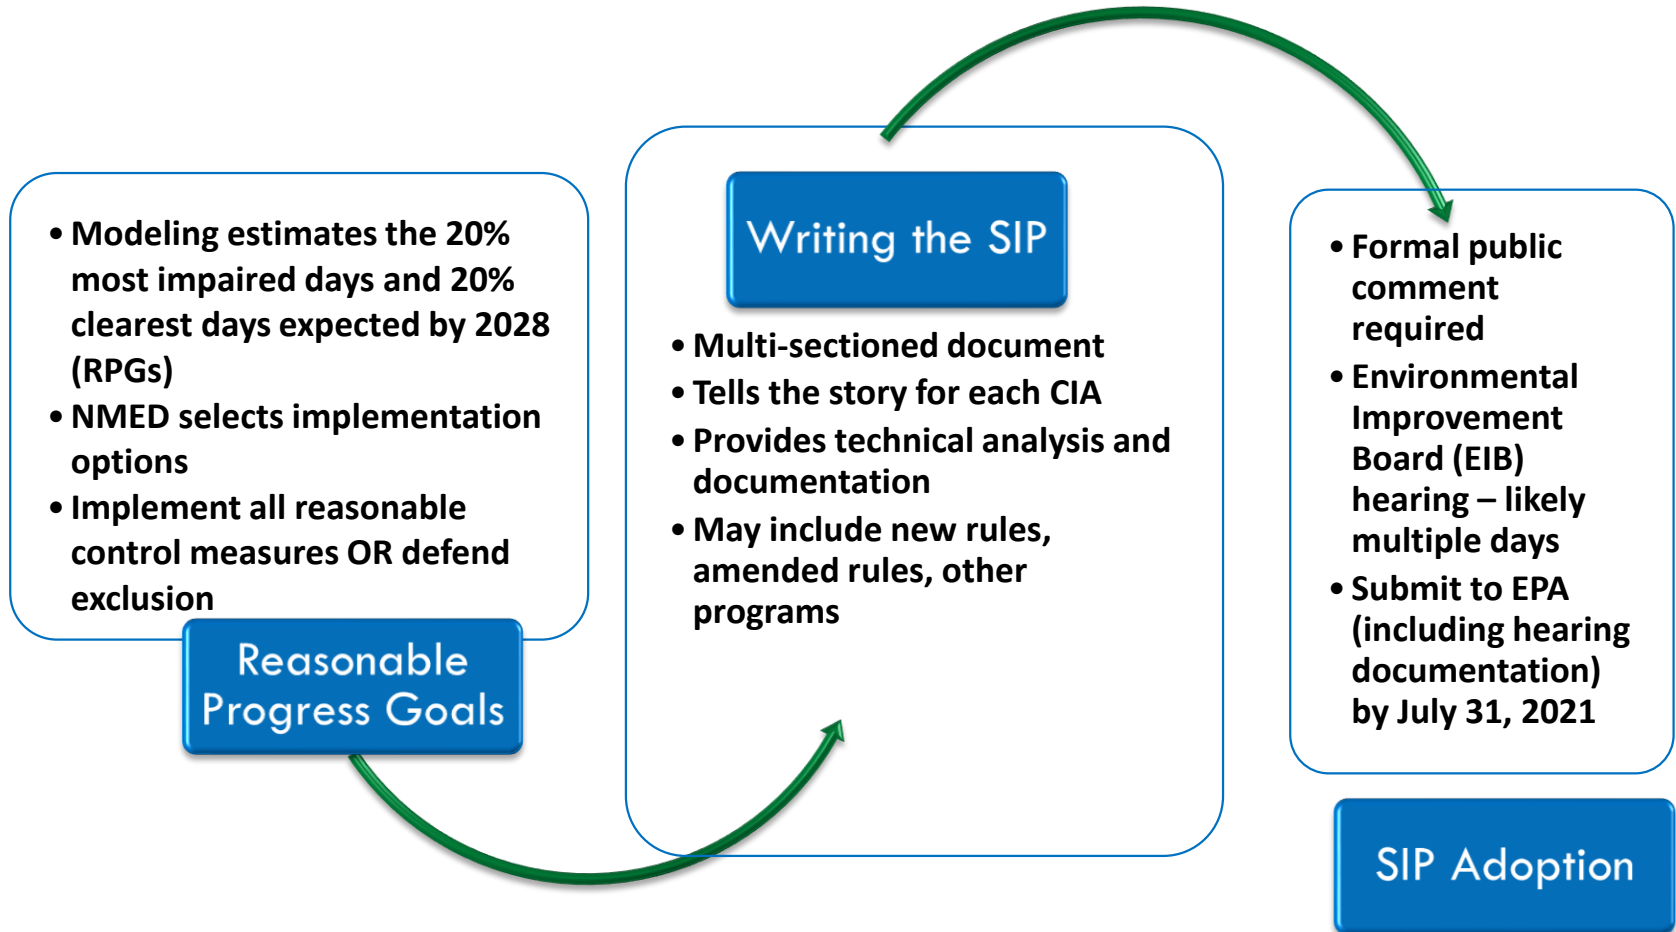 • Modeling estimates the 20%
most impaired days and 20%
clearest days expected by 2028
(RPGs)
• NMED selects implementation
options
• Implement all reasonable
control measures OR defend
exclusion
Reasonable
Progress Goals
Writing the SIP
• Multi-sectioned document
• Tells the story for each CIA
• Provides technical analysis and
documentation
• May include new rules,
amended rules, other
programs
• Formal public
comment
required
• Environmental
Improvement
Board (EIB)
hearing – likely
multiple days
• Submit to EPA
(including hearing
documentation)
by July 31, 2021
SIP Adoption